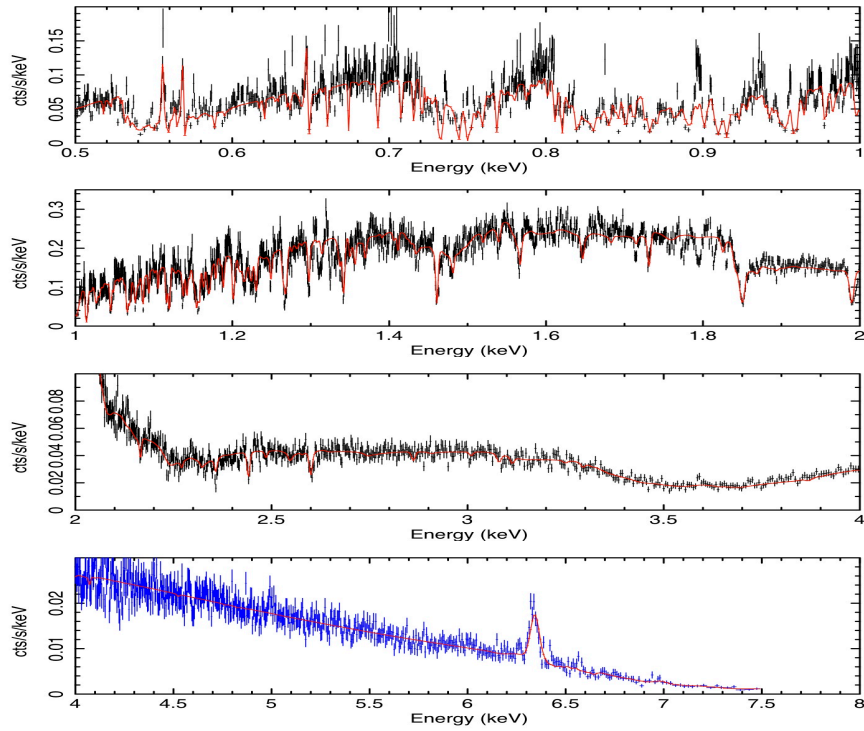 cts/s/keV
0 0.05 0.1 0.15
0.5 0.6 0.7 0.8 0.9 1
Energy (keV)
cts/s/keV
0 0.1 0.2 0.3
1 1.2 1.4 1.6 1.8 2
Energy (keV)
cts/s/keV
0 0.02 0.04 0.06 0.08
2 2.5 3 3.5 4
Energy (keV)
cts/s/keV
0 0.01 0.02
4 4.5 5 5.5 6 6.5 7 7.5 8
Energy (keV)